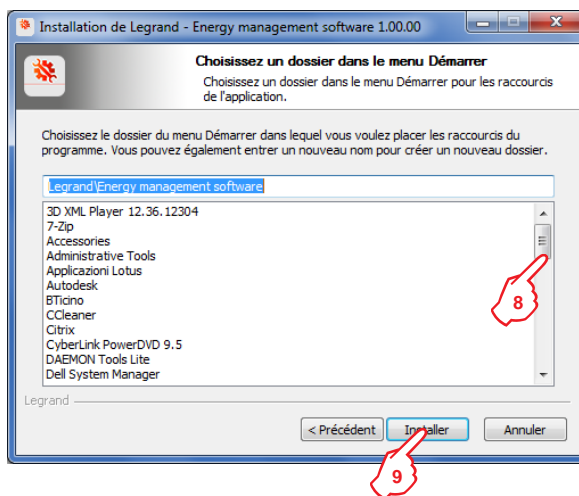 Installation de Legrand - Energy management software 1.00.00
Choisissez un dossier dans le menu Démarrer
Choisissez un dossier dans le menu Démarrer pour les raccourcis
de l'application.
Choisissez le dossier du menu Démarrer dans lequel vous voulez placer les raccourcis du
programme. Vous pouvez également entrer un nouveau nom pour créer un nouveau dossier.
Legrand\Energy management software
3D XML Player 12.36.12304
7-Zip
Accessories
Administrative Tools
Applicazioni Lotus
Autodesk
BTicino
CCleaner
Citrix
CyberLink PowerDVD 9.5
DAEMON Tools Lite
Dell System Manager
8
Legrand
< Précédent
Installer
Annuler
9